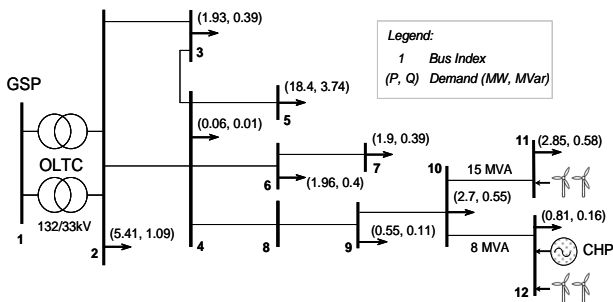 (1.93, 0.39)
3
Legend:
1 Bus Index
(P, Q) Demand (MW, MVar)
GSP
(18.4, 3.74)
5
(0.06, 0.01)
OLTC
(1.9, 0.39)
7
6
(1.96, 0.4)
11
(2.85, 0.58)
10
15 MVA
(2.7, 0.55)
132/33kV
1
(5.41, 1.09)
2
4
8
9
(0.55, 0.11)
8 MVA
(0.81, 0.16)
CHP
12